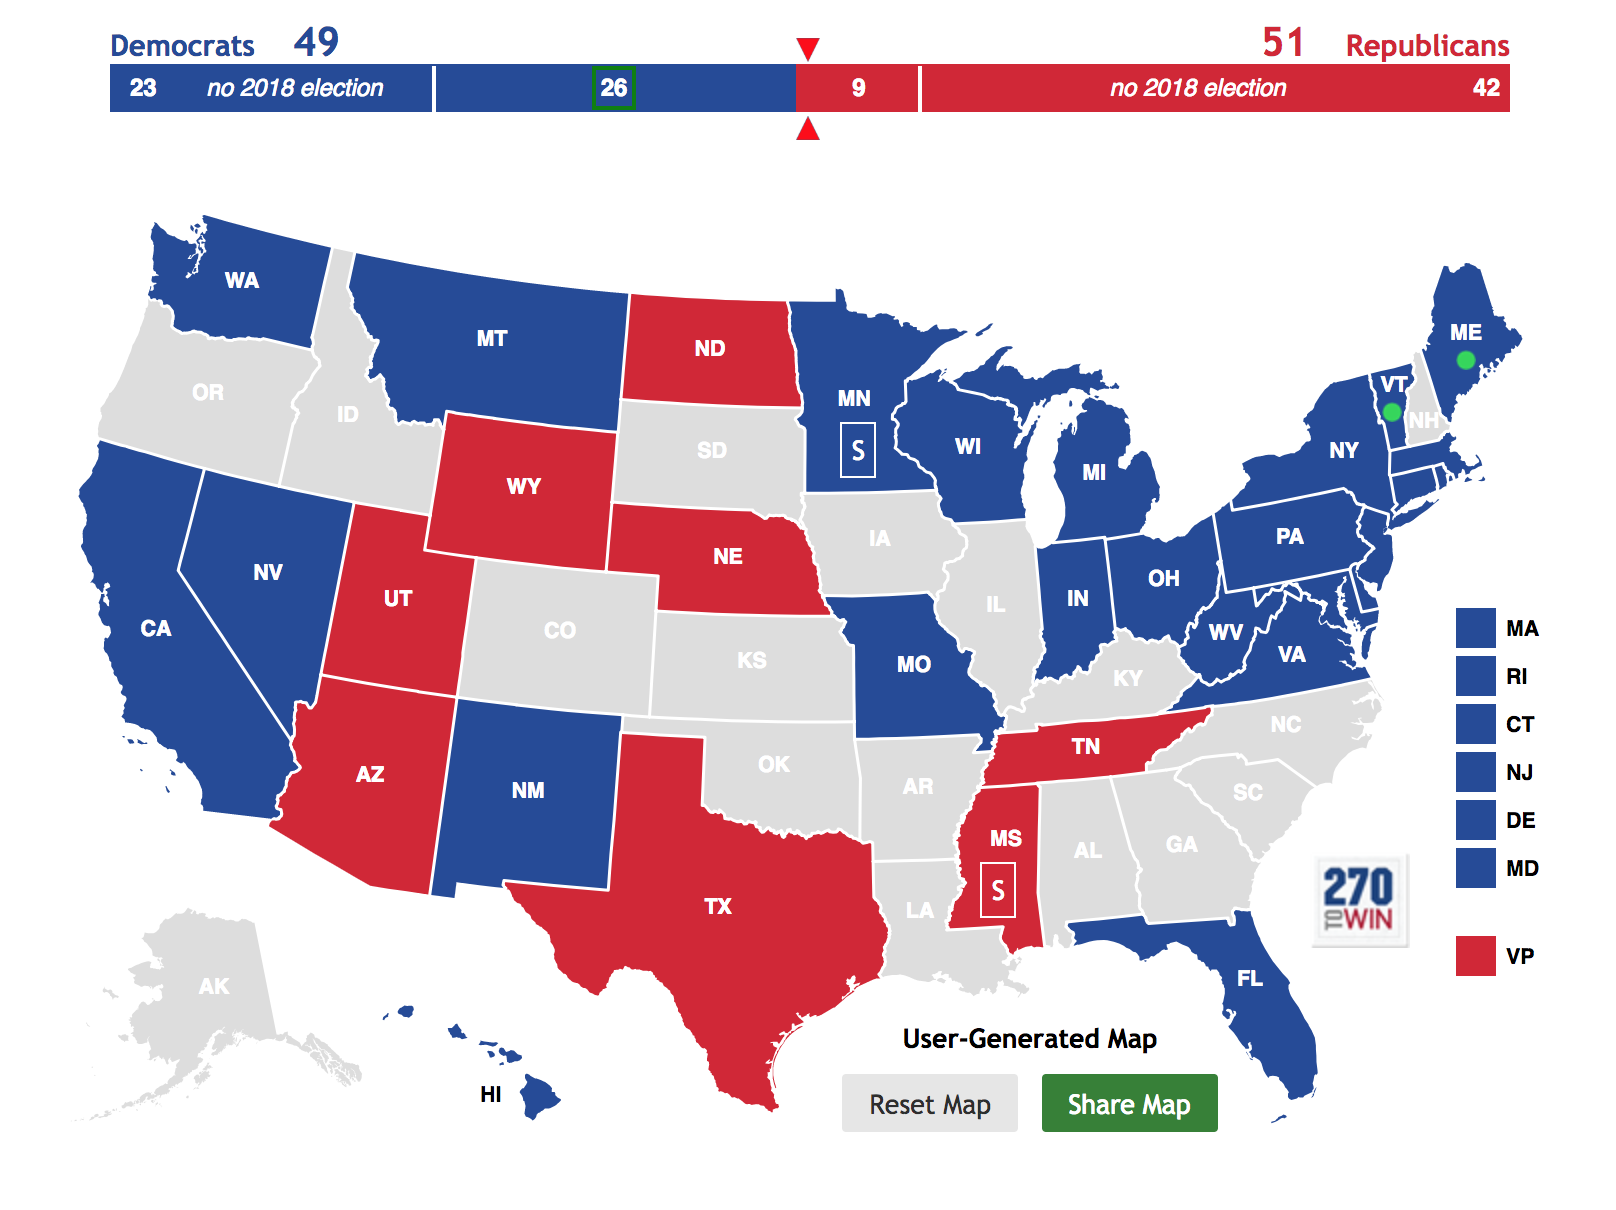 Democrats 49 51 Republicans
23 no 2018 election 26 9 no 2018 election 42
WA
MT
ND
ME
OR
ID
MN
VT
NH
SD
S
WI
MI
NY
WY
NE
IA
PA
NV
UT
CO
IL
IN
OH
CA
KS
MO
KY
WV
VA
MA
RI
AZ
NM
OK
AR
TN
NC
SC
CT
NJ
DE
TX
LA
MS
S
AL
GA
MD
270
TO WIN
VP
AK
FL
HI
User-Generated Map
Reset Map Share Map